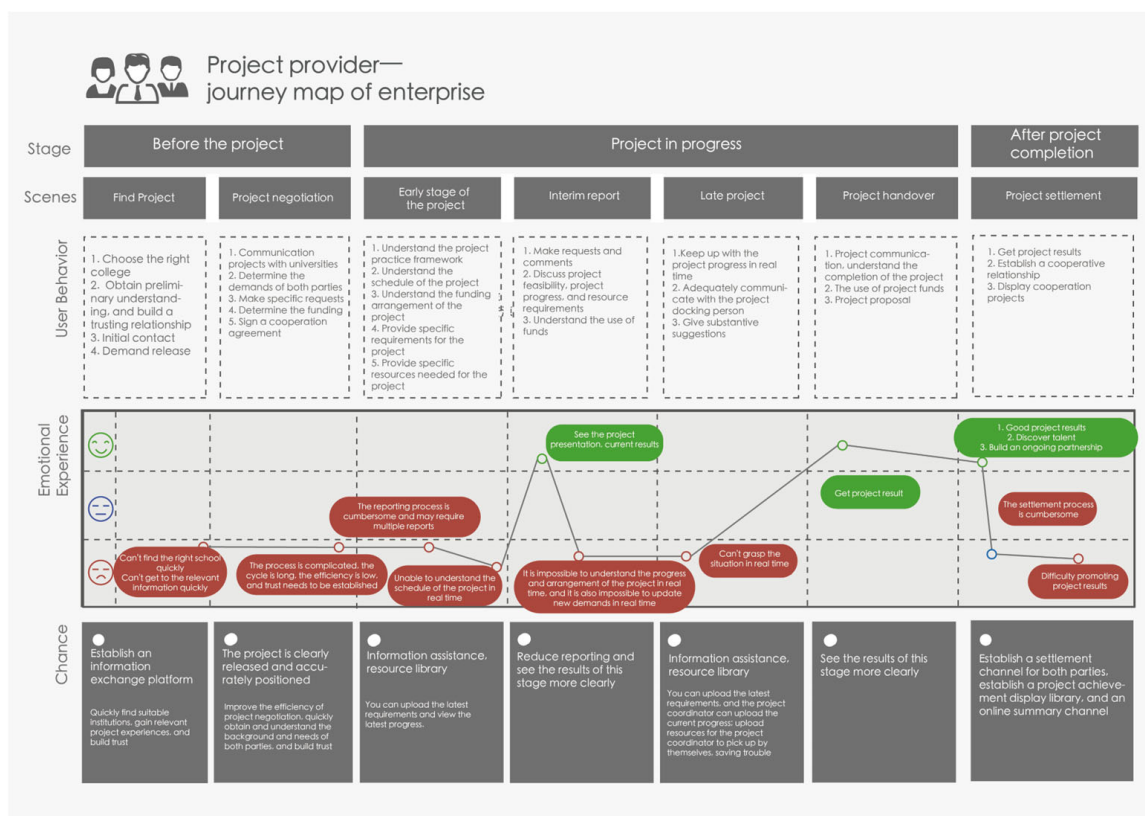 Project provider—
journey map of enterprise
Stage
Before the project
Project in progress
After project
completion
Scenes
Find Project
Project negotiation
Early stage of
the project
Interim report
Late project
Project handover
Project settlement
User Behavior
1. Choose the right
college
2. Obtain prelimi-
nary understand-
ing, and build a
trusting relationship
3. Initial contact
4. Demand release
1. Communication
projects with universities
2. Determine the
demands of both parties
3. Make specific requests
4. Determine the funding
5. Sign a cooperation
agreement
1. Understand the project
practice framework
2. Understand the
schedule of the project
3. Understand the funding
arrangement of the
project
4. Provide specific
requirements for the
project
5. Provide specific
resources needed for the
project
1. Make requests and
comments
2. Discuss project
feasibility, project
progress, and resource
requirements
3. Understand the use of
funds
1.Keep up with the
project progress in real
time
2. Adequately communi-
cate with the project
docking person
3. Give substantive
suggestions
1. Project communica-
tion, understand the
completion of the project
2. The use of project funds
3. Project proposal
1. Get project results
2. Establish a cooperative
relationship
3. Display cooperation
projects
Emotional
Experience
Can't find the right school
quickly
Can't get to the relevant
information quickly
The process is complicated, the
cycle is long, the efficiency is low,
and trust needs to be established
The reporting process is
cumbersome and may require
multiple reports
Unable to understand the
schedule of the project in
real time
See the project
presentation, current results
It is impossible to understand the progress
and arrangement of the project in real
time, and it is also impossible to update
new demands in real time
Can't grasp the
situation in real time
Get project result
1. Good project results
2. Discover talent
3. Build an ongoing partnership
The settlement process
is cumbersome
Difficulty promoting
project results
Chance
Establish an
information
exchange platform
Quickly find suitable
institutions, gain relevant
project experiences, and
build trust
The project is clearly
released and accu-
rately positioned
Improve the efficiency of
project negotiation, quickly
obtain and understand the
background and needs of
both parties, and build trust
Information assistance,
resource library
You can upload the latest
requirements and view the
latest progress.
Reduce reporting and
see the results of this
stage more clearly
Information assistance,
resource library
You can upload the latest
requirements, and the project
coordinator can upload the
current progress; upload
resources for the project
coordinator to pick up by
themselves, saving trouble
See the results of this
stage more clearly
Establish a settlement
channel for both parties,
establish a project achieve-
ment display library, and an
online summary channel